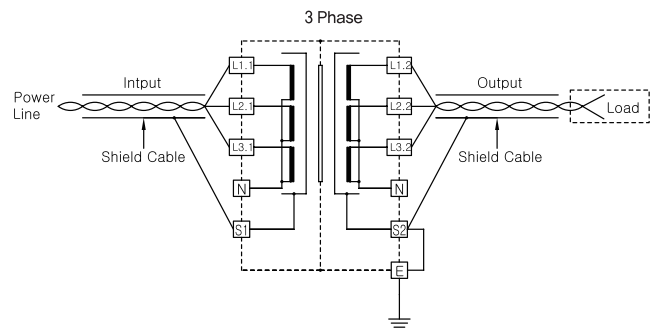 3 Phase
Intput
Output
Power
Line
Load
Shield Cable
Shield Cable
L1.1
L2.1
L3.1
N
S1
L1.2
L2.2
L3.2
N
S2
E